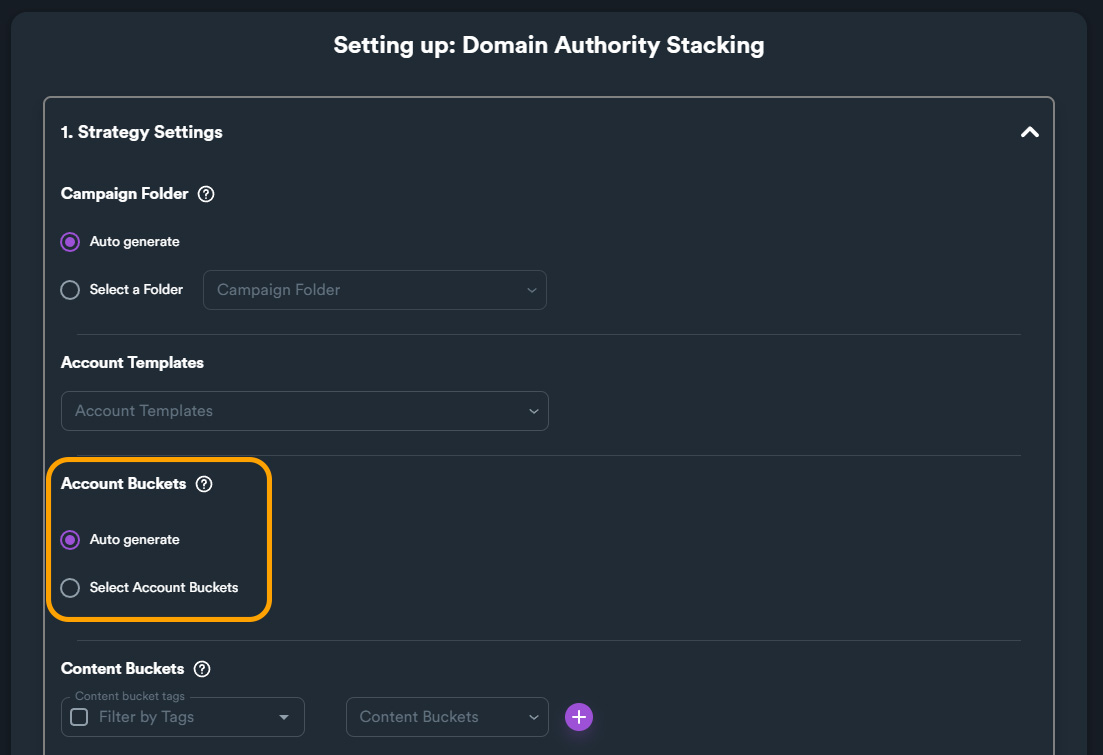 Setting up: Domain Authority Stacking
1. Strategy Settings
Campaign Folder ?
Auto generate
Select a Folder Campaign Folder
Account Templates
Account Templates
Account Buckets ?
Auto generate
Select Account Buckets
Content Buckets ?
Content bucket tags
Filter by Tags Content Buckets +